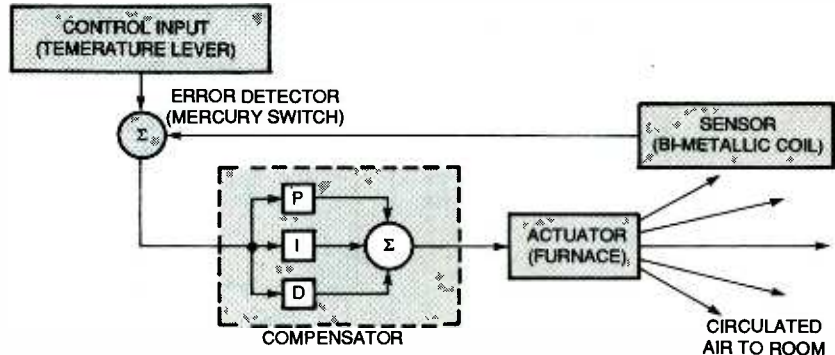 CONTROL INPUT
(TEMERATURE LEVER)
ERROR DETECTOR
(MERCURY SWITCH)
Σ
SENSOR
(BI-METALLIC COIL)
P
I
D
Σ
ACTUATOR
(FURNACE)
COMPENSATOR
CIRCULATED
AIR TO ROOM